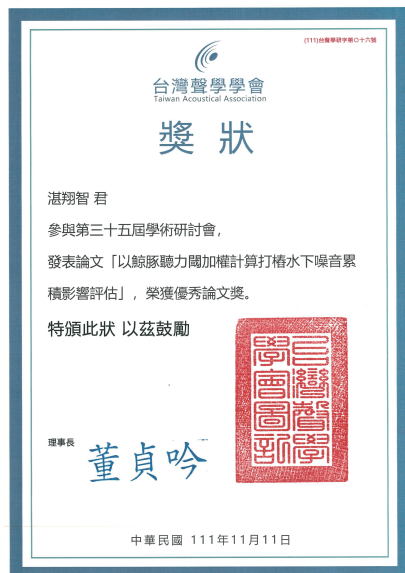 (111)台聲學研字第〇十六號
台灣聲學學會
Taiwan Acoustical Association
獎狀
湛翔智 君
參與第三十五屆學術研討會,
發表論文「以鯨豚聽力閾加權計算打樁水下噪音累
積影響評估」, 榮獲優秀論文獎。
特頒此狀 以茲鼓勵
台灣聲學
學會圖記
理事長
董貞吟
中華民國 111年11月11日